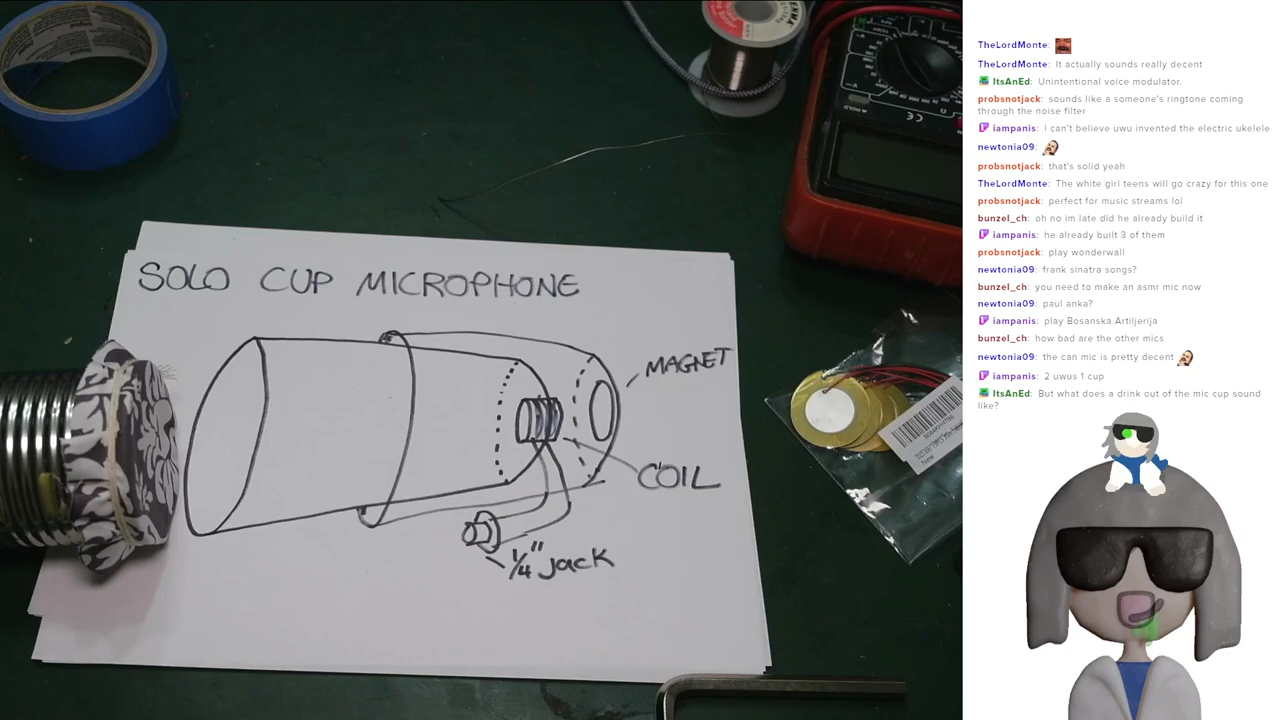 SOLO CUP MICROPHONE
MAGNET
COIL
1/4" Jack
HOLD
TheLordMonte:
TheLordMonte: It actually sounds really decent
ItsAnEd: Unintentional voice modulator.
probsnotjack: sounds like a someone's ringtone coming
through the noise filter
iampanis: I can't believe uwu invented the electric ukelele
newtonia09:
probsnotjack: that's solid yeah
TheLordMonte: The white girl teens will go crazy for this one
probsnotjack: perfect for music streams lol
bunzel_ch: oh no im late did he already build it
iampanis: he already built 3 of them
probsnotjack: play wonderwall
newtonia09: frank sinatra songs?
bunzel_ch: you need to make an asmr mic now
newtonia09: paul anka?
iampanis: play Bosanska Artiljerija
bunzel_ch: how bad are the other mics
newtonia09: the can mic is pretty decent
iampanis: 2 uwus 1 cup
ItsAnEd: But what does a drink out of the mic cup sound
like?